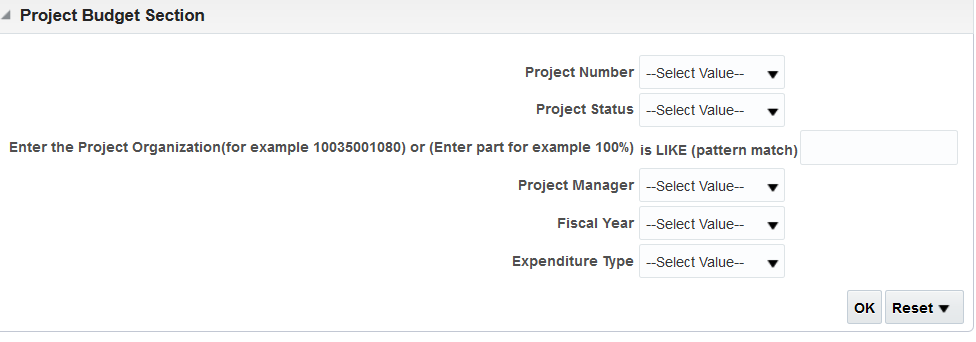 Project Budget Section
Project Number --Select Value--
Project Status --Select Value--
Enter the Project Organization(for example 10035001080) or (Enter part for example 100%) is LIKE (pattern match)
Project Manager --Select Value--
Fiscal Year --Select Value--
Expenditure Type --Select Value--
OK Reset